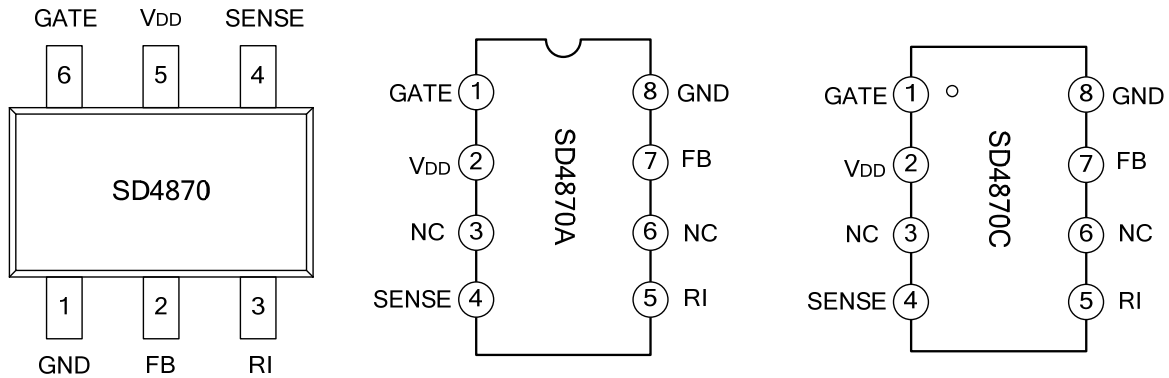 GATE VDD SENSE
6 5 4
SD4870
1 2 3
GND FB RI
GATE 1 8 GND
VDD 2 7 FB
NC 3 6 NC
SENSE 4 5 RI
SD4870A
GATE 1 8 GND
VDD 2 7 FB
NC 3 6 NC
SENSE 4 5 RI
SD4870C